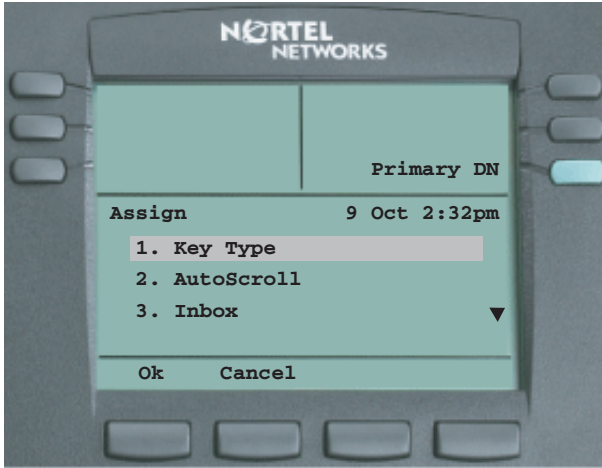 NORTEL
NETWORKS
Primary DN
Assign 9 Oct 2:32pm
1. Key Type
2. AutoScroll
3. Inbox
Ok Cancel